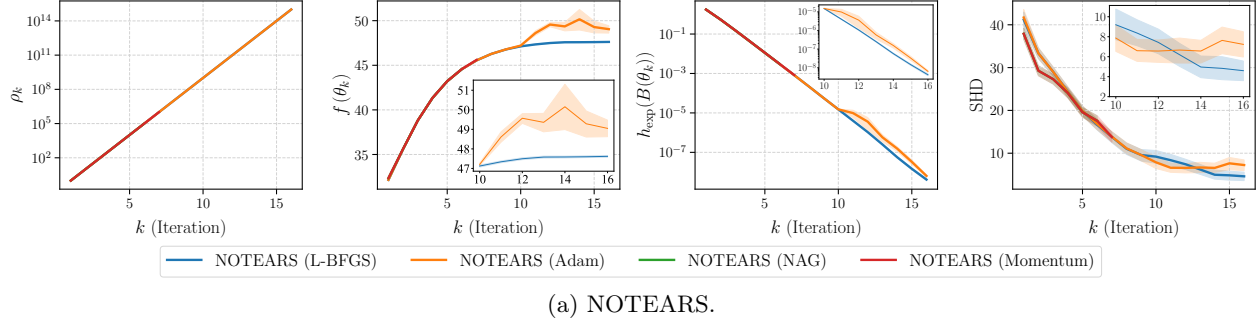 10^14
10^11
10^8
10^5
10^2
ρ_k
5 10 15
k (Iteration)
50
45
40
35
f (θ_k)
51
50
49
48
47
10 12 14 16
5 10 15
k (Iteration)
10^−1
10^−3
10^−5
10^−7
h_exp(B(θ_k))
10^−5
10^−6
10^−7
10^−8
10 12 14 16
5 10 15
k (Iteration)
40
30
20
10
SHD
10
8
6
4
2
10 12 14 16
5 10 15
k (Iteration)
NOTEARS (L-BFGS) NOTEARS (Adam) NOTEARS (NAG) NOTEARS (Momentum)
(a) NOTEARS.